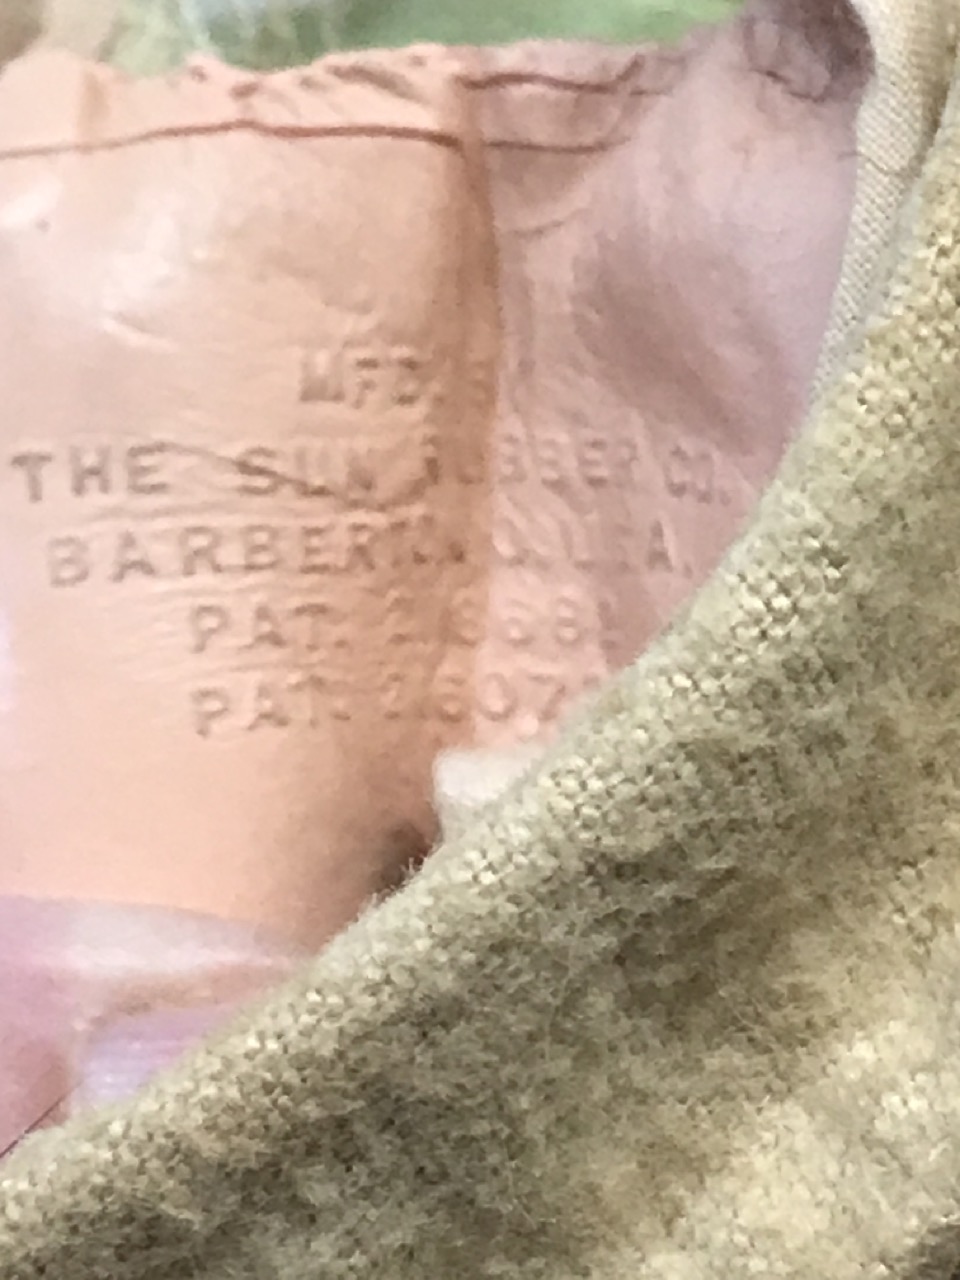 MFD. B
THE SUN RUBBER CO.
BARBERTON O. U.S.A.
PAT.
PAT.